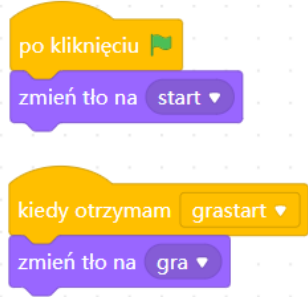 po kliknięciu
zmień tło na start
kiedy otrzymam grastart
zmień tło na gra